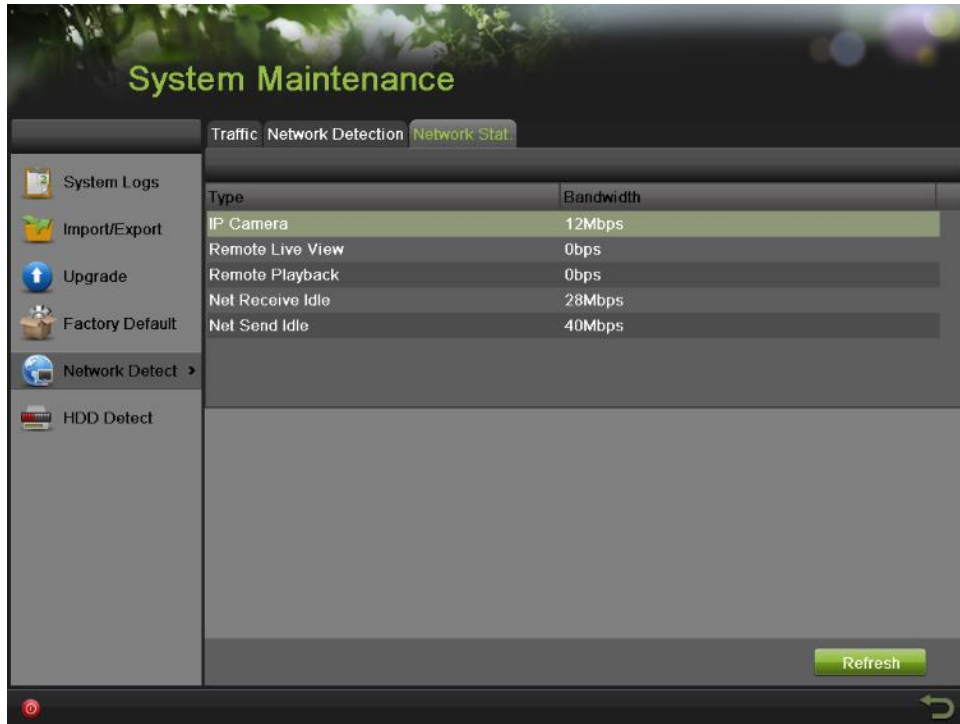 System Maintenance
Traffic Network Detection Network Stat.
System Logs
Import/Export
Upgrade
Factory Default
Network Detect >
HDD Detect
Type Bandwidth
IP Camera 12Mbps
Remote Live View 0bps
Remote Playback 0bps
Net Receive Idle 28Mbps
Net Send Idle 40Mbps
Refresh